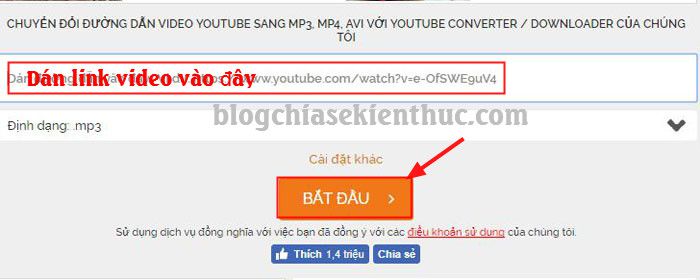 CHUYỂN ĐỔI ĐƯỜNG DẪN VIDEO YOUTUBE SANG MP3, MP4, AVI VỚI YOUTUBE CONVERTER / DOWNLOADER CỦA CHÚNG
TÔI
Dán link video vào đây
www.youtube.com/watch?v=e-OfSWE9uV4
blogchiasekienthuc.com
Định dạng: .mp3
Cài đặt khác
BẮT ĐẦU >
Sử dụng dịch vụ đồng nghĩa với việc bạn đã đồng ý với các điều khoản sử dụng của chúng tôi.
Thích 1,4 triệu Chia sẻ